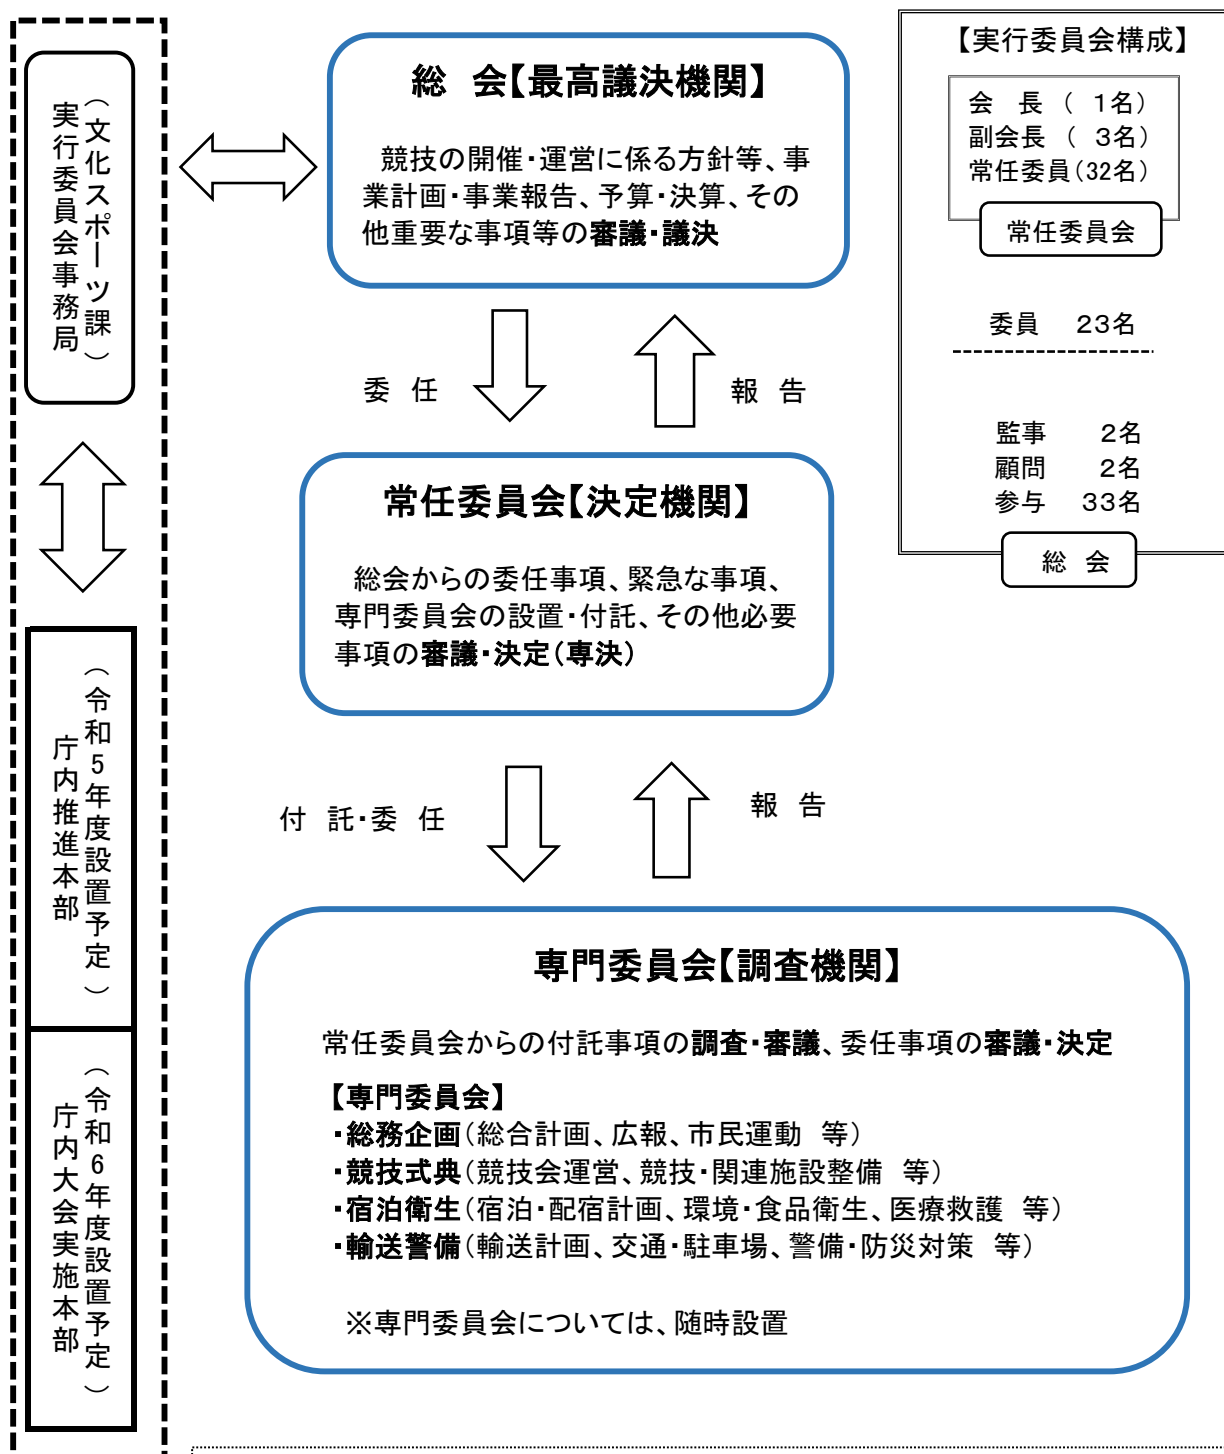 実行委員会事務局
（文化スポーツ課）
庁内推進本部
（令和5年度設置予定）
庁内大会実施本部
（令和6年度設置予定）
総　会【最高議決機関】
競技の開催・運営に係る方針等、事
業計画・事業報告、予算・決算、その
他重要な事項等の審議・議決
委　任
報　告
常任委員会【決定機関】
総会からの委任事項、緊急な事項、
専門委員会の設置・付託、その他必要
事項の審議・決定（専決）
付　託・委　任
報　告
専門委員会【調査機関】
常任委員会からの付託事項の調査・審議、委任事項の審議・決定
【専門委員会】
・総務企画（総合計画、広報、市民運動　等）
・競技式典（競技会運営、競技・関連施設整備　等）
・宿泊衛生（宿泊・配宿計画、環境・食品衛生、医療救護　等）
・輸送警備（輸送計画、交通・駐車場、警備・防災対策　等）
※専門委員会については、随時設置
【実行委員会構成】
会　長（　1名）
副会長（　3名）
常任委員（32名）
常任委員会
委員　23名
監事　2名
顧問　2名
参与　33名
総　会